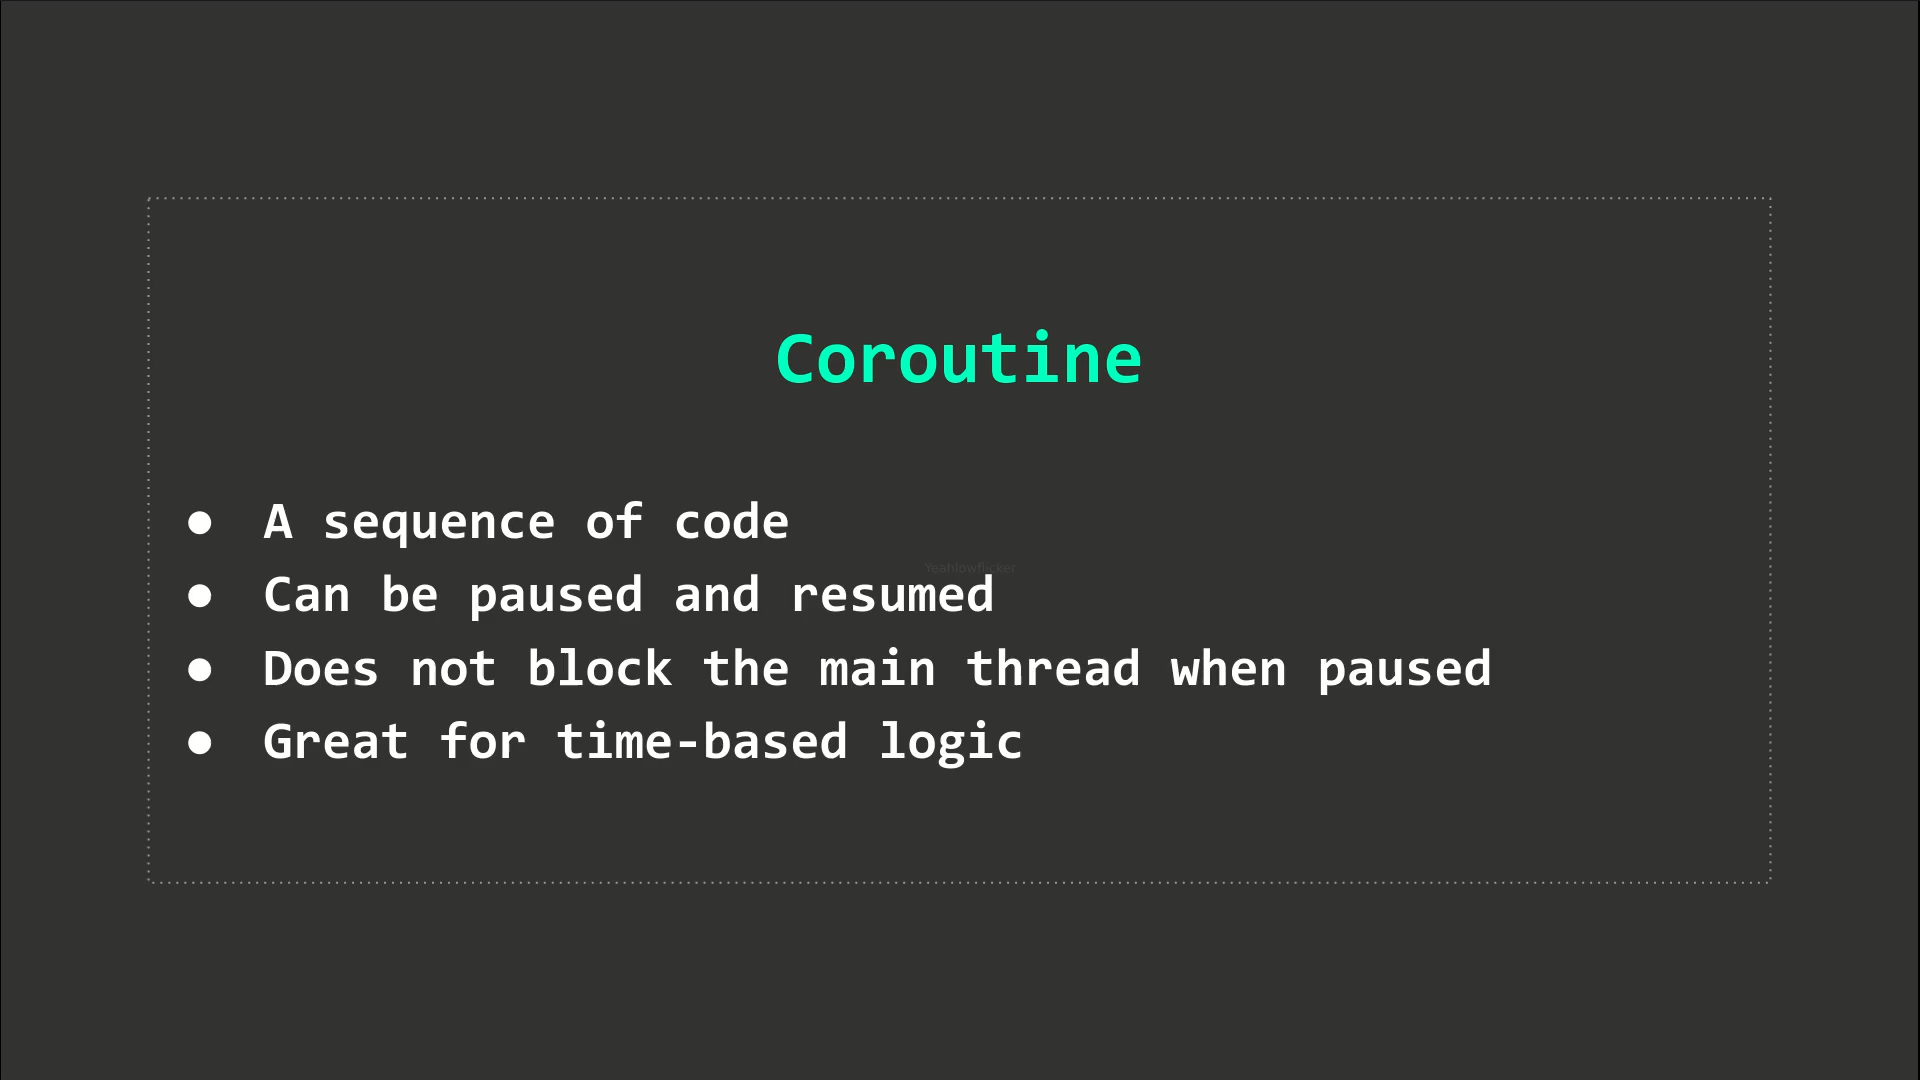 Coroutine
● A sequence of code
Yeahlowflicker
● Can be paused and resumed
● Does not block the main thread when paused
● Great for time-based logic